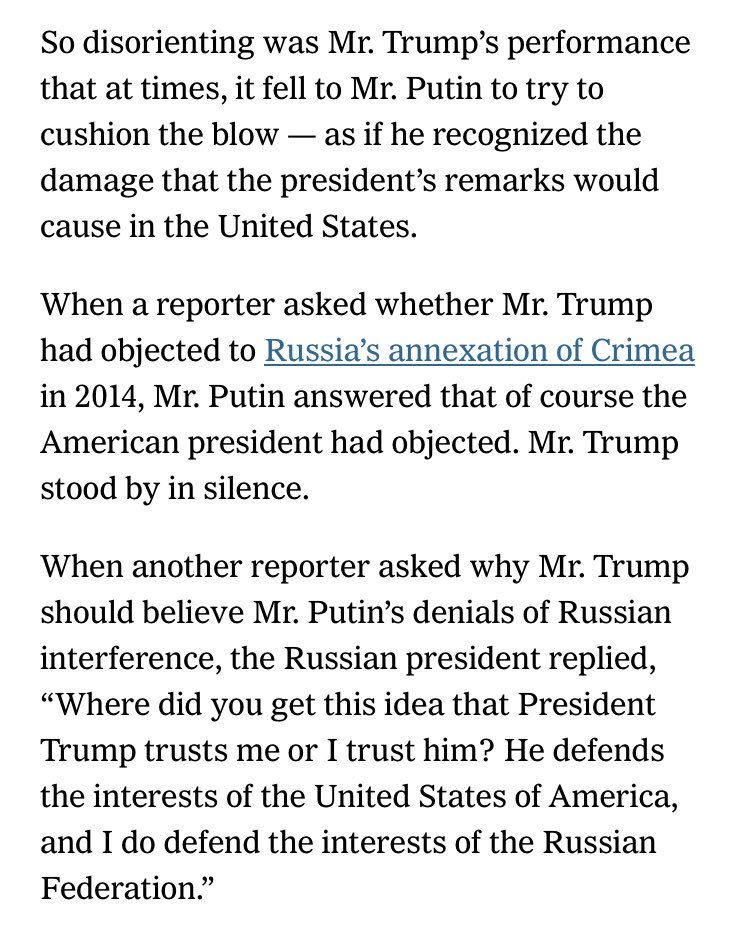 So disorienting was Mr. Trump’s performance
that at times, it fell to Mr. Putin to try to
cushion the blow — as if he recognized the
damage that the president’s remarks would
cause in the United States.
When a reporter asked whether Mr. Trump
had objected to Russia’s annexation of Crimea
in 2014, Mr. Putin answered that of course the
American president had objected. Mr. Trump
stood by in silence.
When another reporter asked why Mr. Trump
should believe Mr. Putin’s denials of Russian
interference, the Russian president replied,
“Where did you get this idea that President
Trump trusts me or I trust him? He defends
the interests of the United States of America,
and I do defend the interests of the Russian
Federation.”